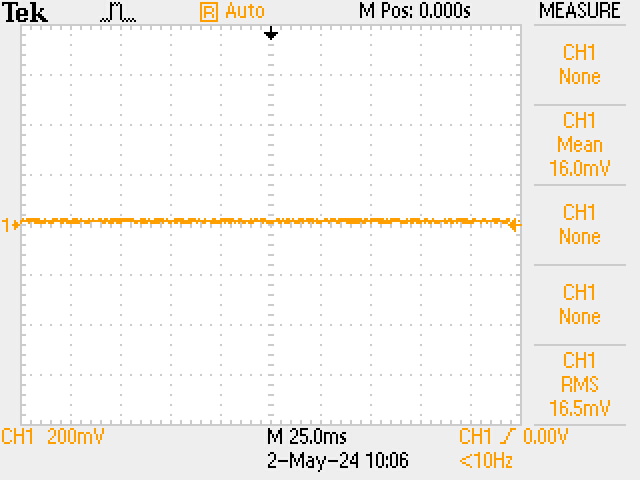 Tek R Auto M Pos: 0.000s MEASURE
CH1
None
CH1
Mean
16.0mV
CH1
None
CH1
None
CH1
RMS
16.5mV
1
CH1 200mV M 25.0ms CH1 0.00V
2-May-24 10:06 <10Hz